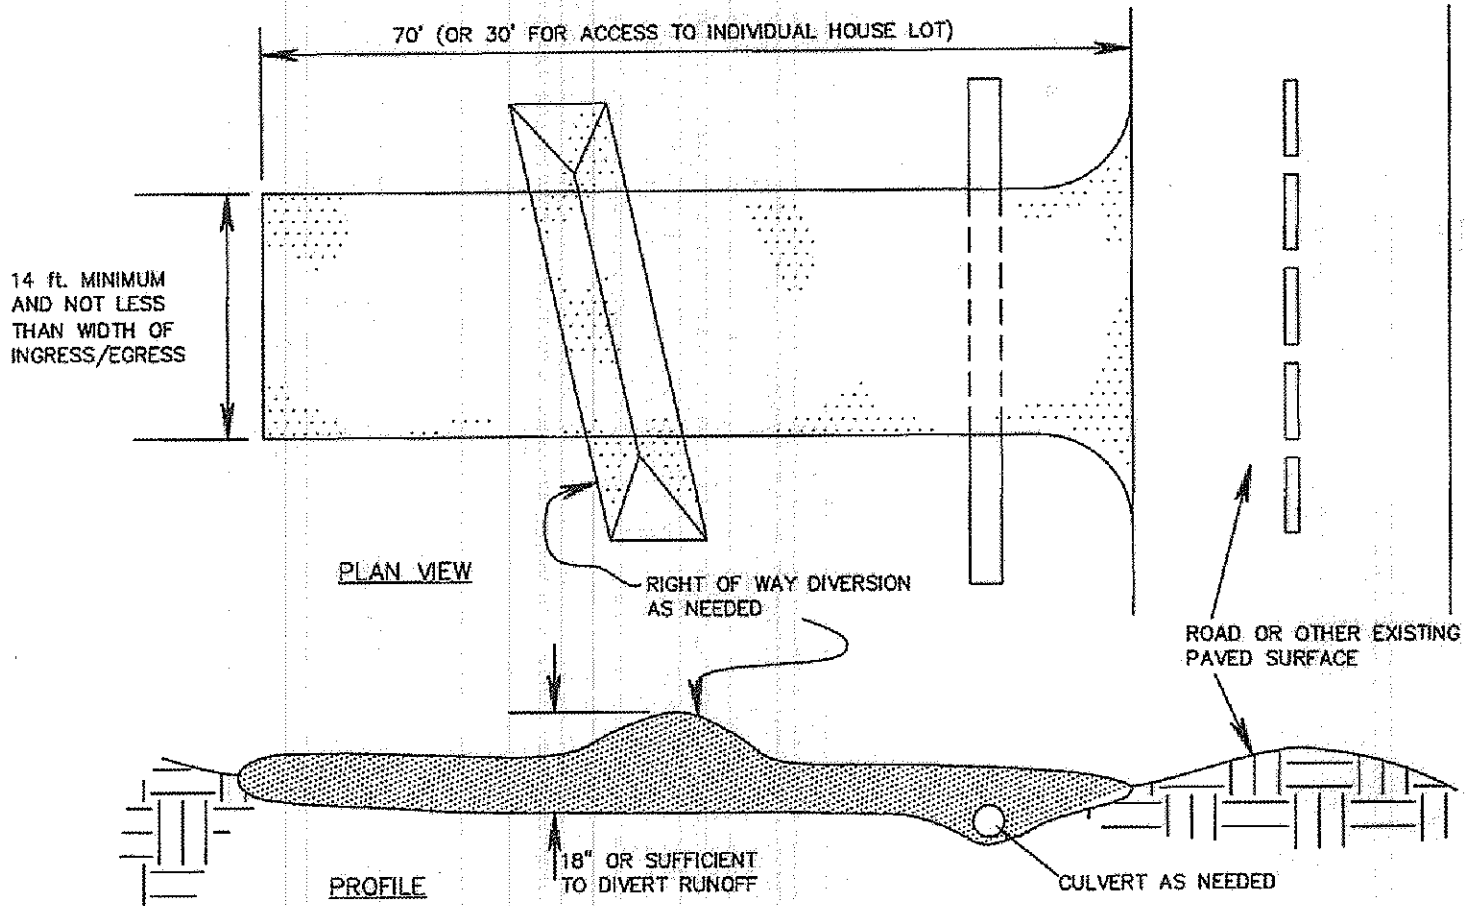 70' (OR 30' FOR ACCESS TO INDIVIDUAL HOUSE LOT)
14 ft. MINIMUM
AND NOT LESS
THAN WIDTH OF
INGRESS/EGRESS
PLAN VIEW
RIGHT OF WAY DIVERSION
AS NEEDED
ROAD OR OTHER EXISTING
PAVED SURFACE
18" OR SUFFICIENT
TO DIVERT RUNOFF
PROFILE
CULVERT AS NEEDED